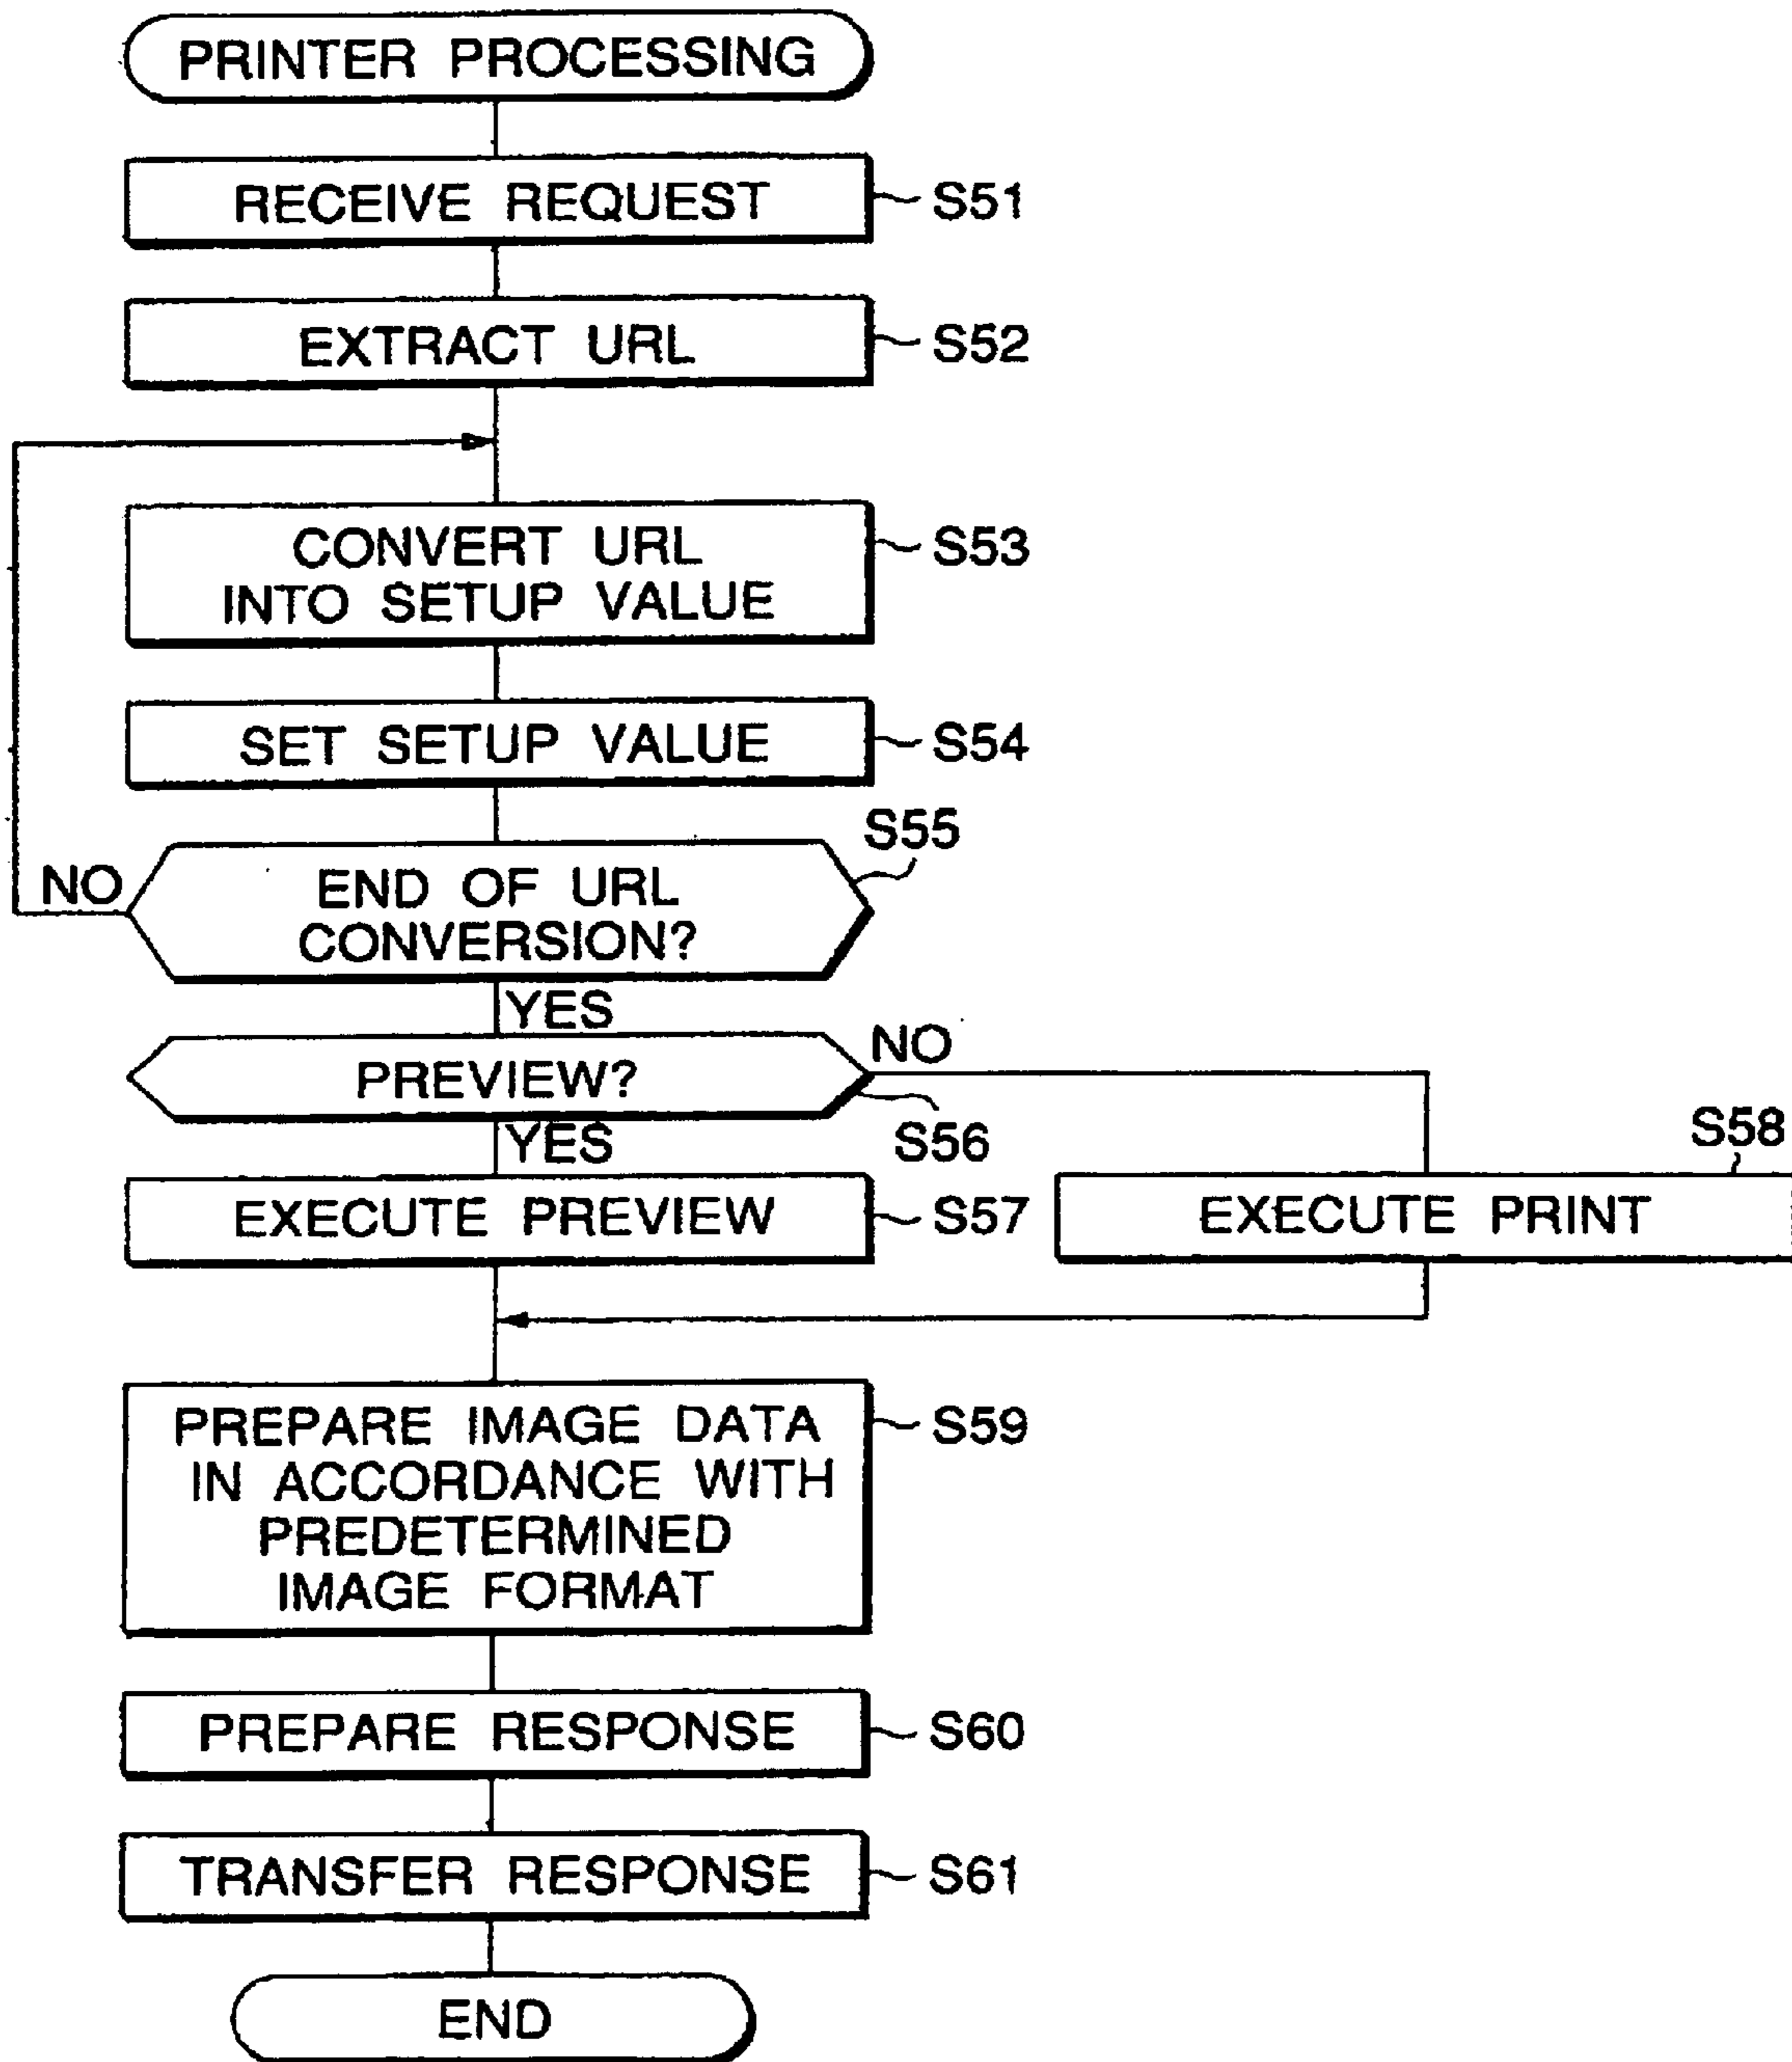 PRINTER PROCESSING
RECEIVE REQUEST
S51
EXTRACT URL
S52
CONVERT URL
INTO SETUP VALUE
S53
SET SETUP VALUE
S54
S55
NO
END OF URL
CONVERSION?
YES
PREVIEW?
NO
S56
YES
EXECUTE PREVIEW
S57
S58
EXECUTE PRINT
PREPARE IMAGE DATA
IN ACCORDANCE WITH
PREDETERMINED
IMAGE FORMAT
S59
PREPARE RESPONSE
S60
TRANSFER RESPONSE
S61
END